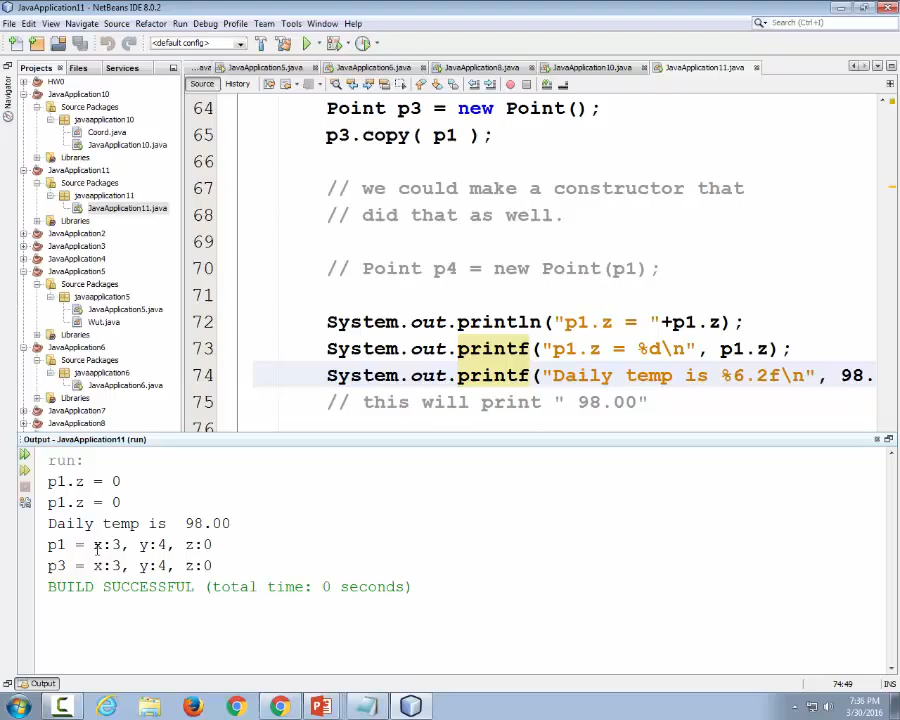 JavaApplication11 - NetBeans IDE 8.0.2
File Edit View Navigate Source Refactor Run Debug Profile Team Tools Window Help
Search (Ctrl+I)
<default config>
Projects Files Services
...ava JavaApplication5.java JavaApplication6.java JavaApplication8.java JavaApplication10.java JavaApplication11.java
Source History
Navigator
HW0
JavaApplication10
Source Packages
javaapplication10
Coord.java
JavaApplication10.java
Libraries
JavaApplication11
Source Packages
javaapplication11
JavaApplication11.java
Libraries
JavaApplication2
JavaApplication3
JavaApplication4
JavaApplication5
Source Packages
javaapplication5
JavaApplication5.java
Wut.java
Libraries
JavaApplication6
Source Packages
javaapplication6
JavaApplication6.java
Libraries
JavaApplication7
JavaApplication8
64 Point p3 = new Point();
65 p3.copy( p1 );
66
67 // we could make a constructor that
68 // did that as well.
69
70 // Point p4 = new Point(p1);
71
72 System.out.println("p1.z = "+p1.z);
73 System.out.printf("p1.z = %d\n", p1.z);
74 System.out.printf("Daily temp is %6.2f\n", 98.
75 // this will print " 98.00"
76
Output - JavaApplication11 (run)
run:
p1.z = 0
p1.z = 0
Daily temp is  98.00
p1 = x:3, y:4, z:0
p3 = x:3, y:4, z:0
BUILD SUCCESSFUL (total time: 0 seconds)
Output
74:49 INS
7:36 PM
3/30/2016